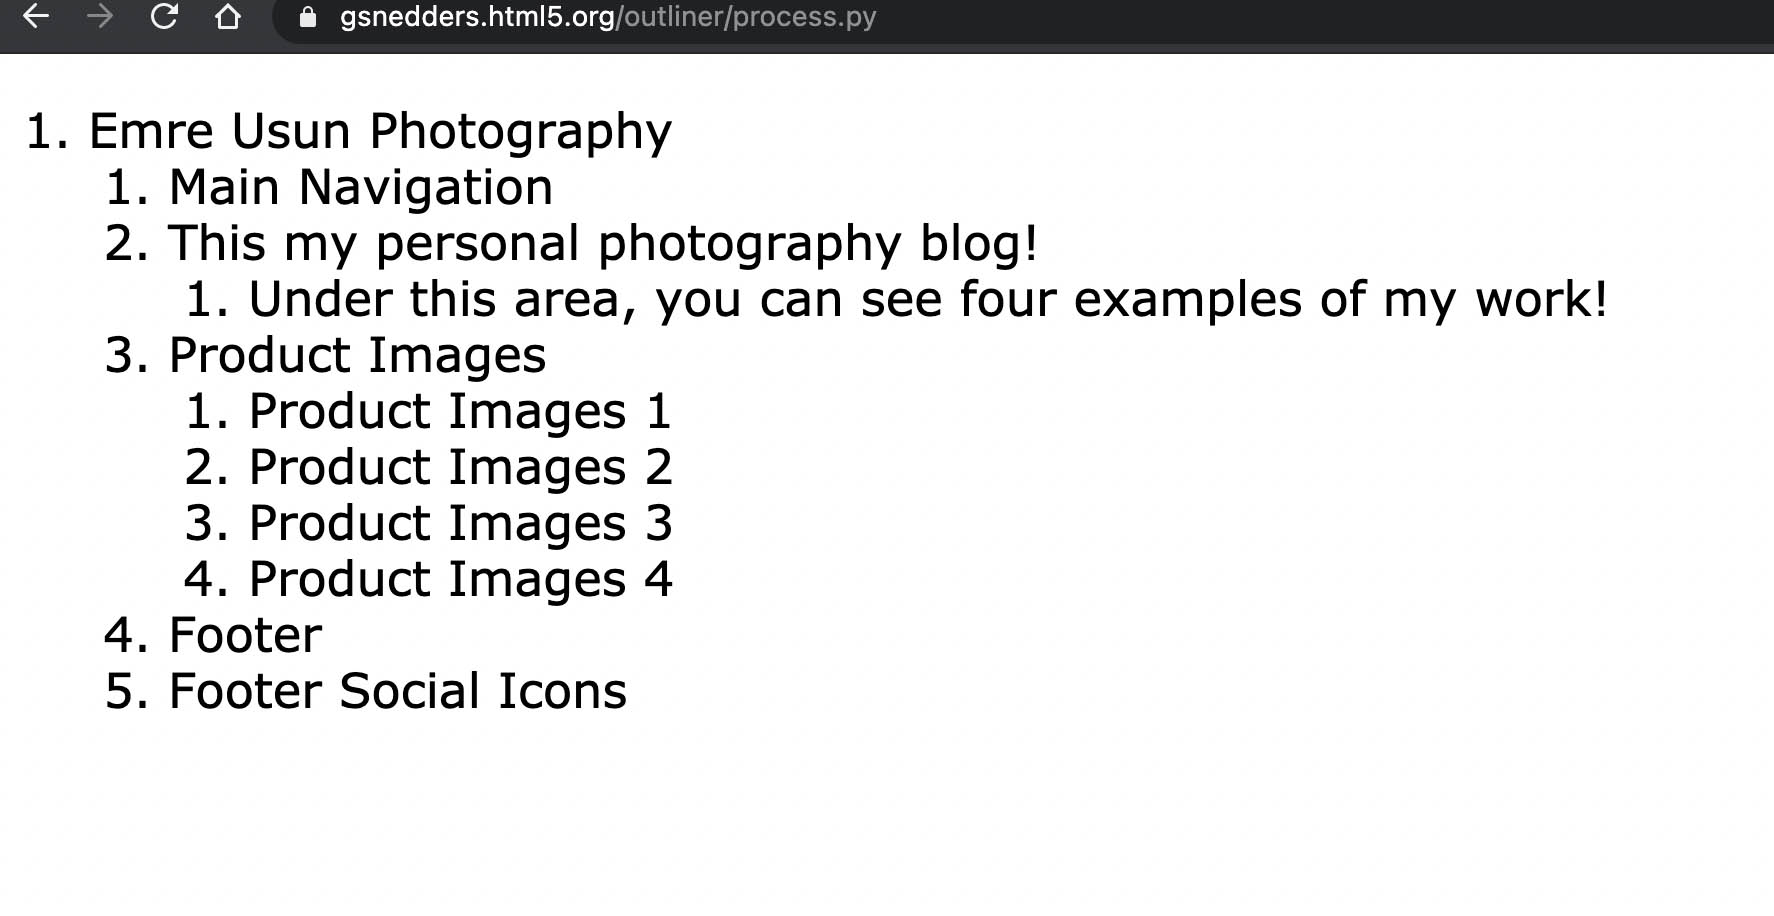 gsnedders.html5.org/outliner/process.py
1. Emre Usun Photography
1. Main Navigation
2. This my personal photography blog!
1. Under this area, you can see four examples of my work!
3. Product Images
1. Product Images 1
2. Product Images 2
3. Product Images 3
4. Product Images 4
4. Footer
5. Footer Social Icons